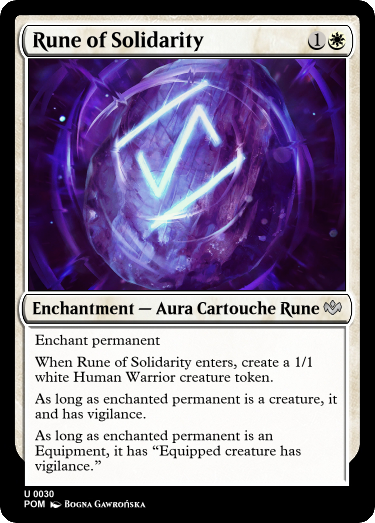 Rune of Solidarity 1
Enchantment — Aura Cartouche Rune
Enchant permanent
When Rune of Solidarity enters, create a 1/1
white Human Warrior creature token.
As long as enchanted permanent is a creature, it
and has vigilance.
As long as enchanted permanent is an
Equipment, it has “Equipped creature has
vigilance.”
U 0030
POM Bogna Gawrońska